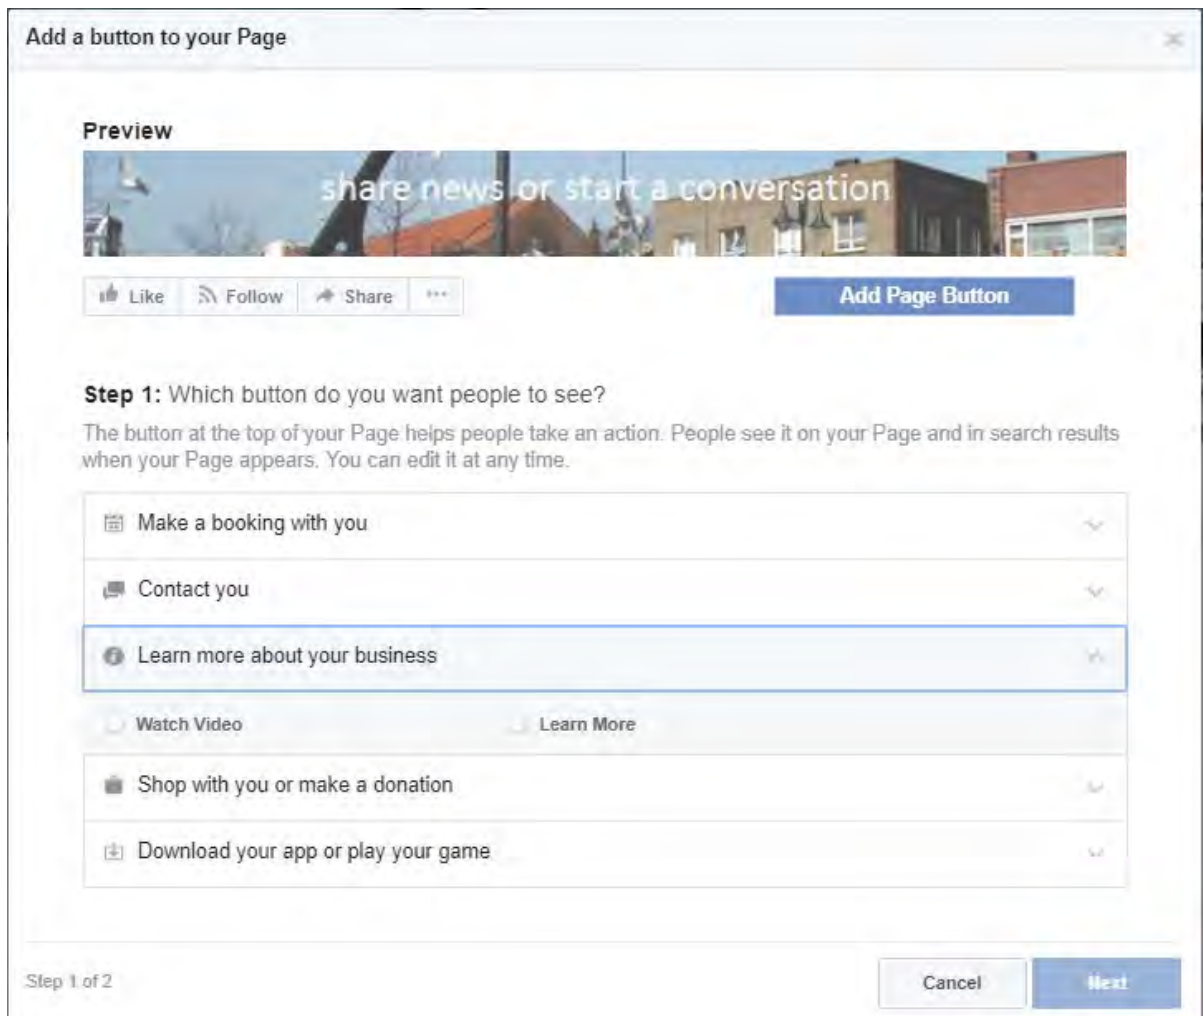 Add a button to your Page
Preview
share news or start a conversation
Like Follow Share ...
Add Page Button
Step 1: Which button do you want people to see?
The button at the top of your Page helps people take an action. People see it on your Page and in search results
when your Page appears. You can edit it at any time.
Make a booking with you
Contact you
Learn more about your business
Watch Video Learn More
Shop with you or make a donation
Download your app or play your game
Step 1 of 2
Cancel Next